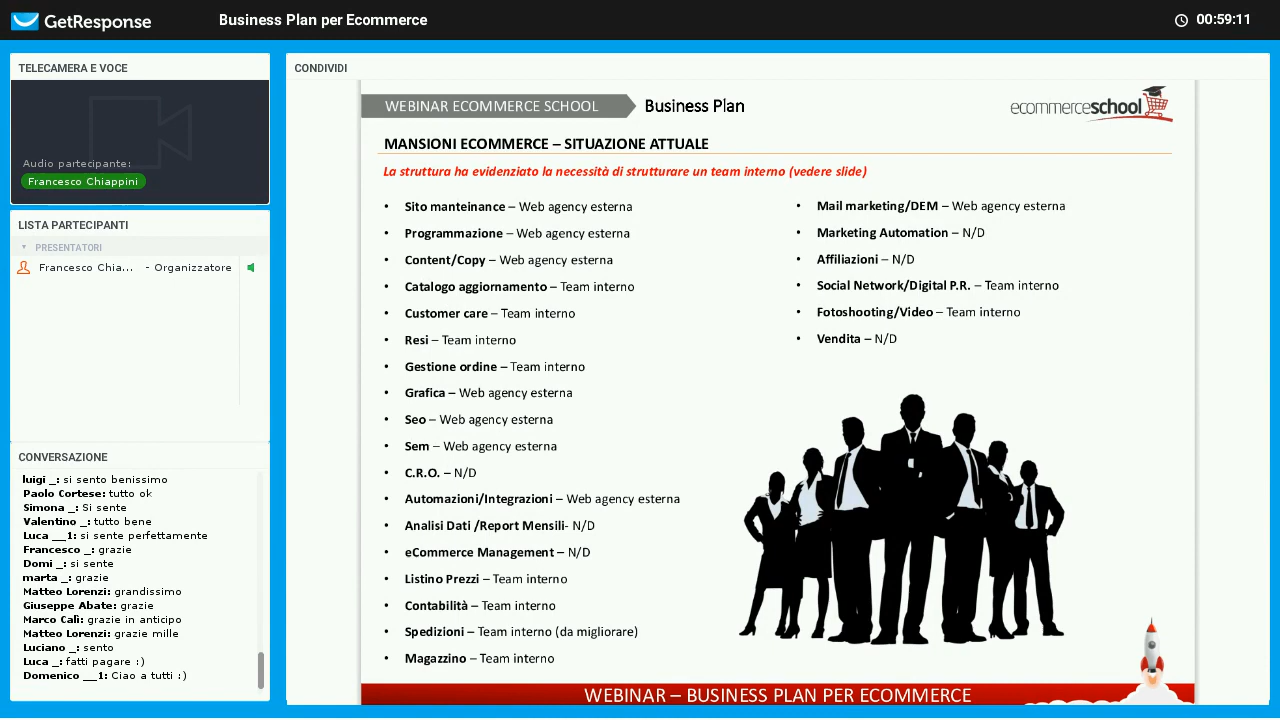 GetResponse
Business Plan per Ecommerce
00:59:11
TELECAMERA E VOCE
Audio partecipante:
Francesco Chiappini
LISTA PARTECIPANTI
PRESENTATORI
Francesco Chia... - Organizzatore
CONVERSAZIONE
luigi _: si sento benissimo
Paolo Cortese: tutto ok
Simona _: Si sente
Valentino _: tutto bene
Luca __1: si sente perfettamente
Francesco _: grazie
Domi _: si sente
marta _: grazie
Matteo Lorenzi: grandissimo
Giuseppe Abate: grazie
Marco Calì: grazie in anticipo
Matteo Lorenzi: grazie mille
Luciano _: sento
Luca _: fatti pagare :)
Domenico __1: Ciao a tutti :)
CONDIVIDI
WEBINAR ECOMMERCE SCHOOL
Business Plan
ecommerceschool
MANSIONI ECOMMERCE – SITUAZIONE ATTUALE
La struttura ha evidenziato la necessità di strutturare un team interno (vedere slide)
• Sito manteinance – Web agency esterna
• Programmazione – Web agency esterna
• Content/Copy – Web agency esterna
• Catalogo aggiornamento – Team interno
• Customer care – Team interno
• Resi – Team interno
• Gestione ordine – Team interno
• Grafica – Web agency esterna
• Seo – Web agency esterna
• Sem – Web agency esterna
• C.R.O. – N/D
• Automazioni/Integrazioni – Web agency esterna
• Analisi Dati /Report Mensili- N/D
• eCommerce Management – N/D
• Listino Prezzi – Team interno
• Contabilità – Team interno
• Spedizioni – Team interno (da migliorare)
• Magazzino – Team interno
• Mail marketing/DEM – Web agency esterna
• Marketing Automation – N/D
• Affiliazioni – N/D
• Social Network/Digital P.R. – Team interno
• Fotoshooting/Video – Team interno
• Vendita – N/D
WEBINAR – BUSINESS PLAN PER ECOMMERCE